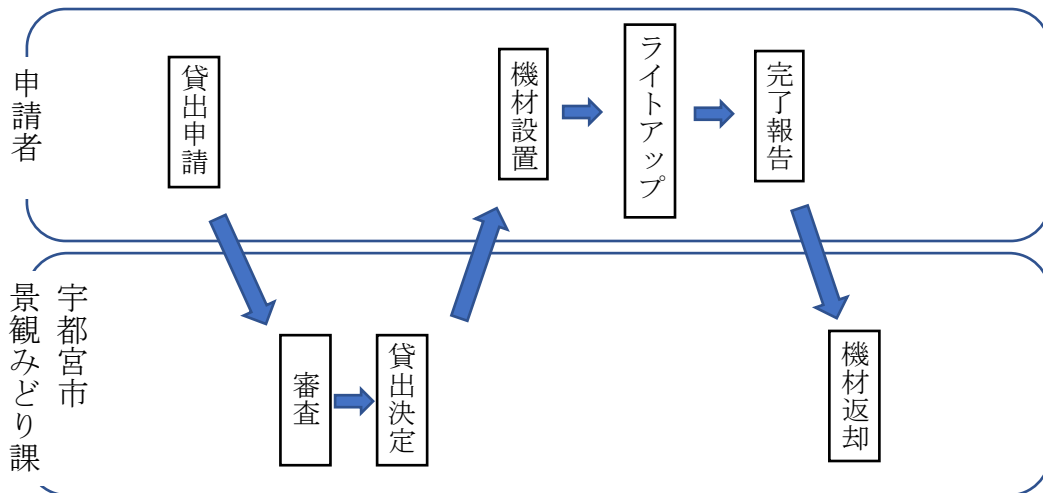 申請者
貸出申請
機材設置
ライトアップ
完了報告
宇都宮市
景観みどり課
審査
貸出決定
機材返却